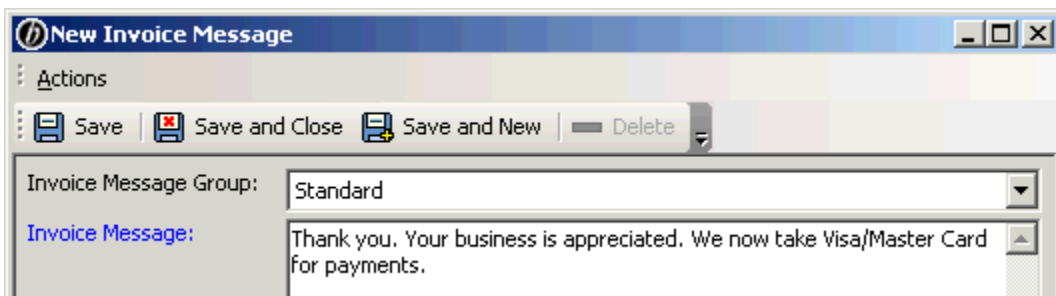 New Invoice Message
Actions
Save Save and Close Save and New Delete
Invoice Message Group: Standard
Invoice Message: Thank you. Your business is appreciated. We now take Visa/Master Card
for payments.